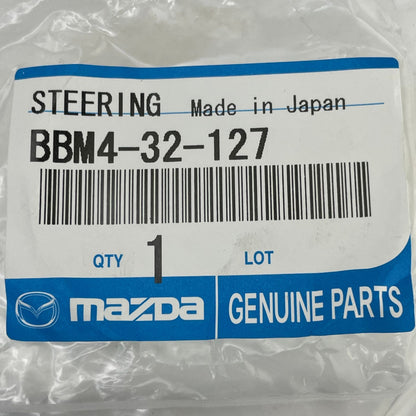 STEERING Made in Japan
BBM4-32-127
QTY 1 LOT
mazda GENUINE PARTS